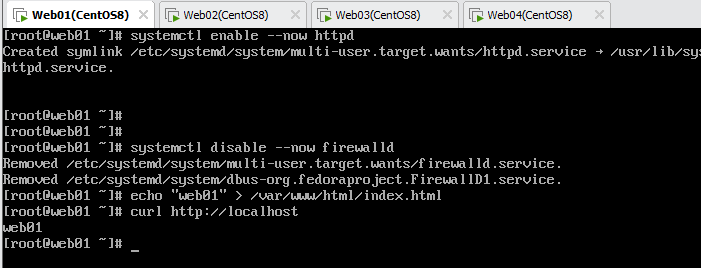 Web01(CentOS8) Web02(CentOS8) Web03(CentOS8) Web04(CentOS8)
[root@web01 ~]# systemctl enable --now httpd
Created symlink /etc/systemd/system/multi-user.target.wants/httpd.service → /usr/lib/sys
httpd.service.
[root@web01 ~]#
[root@web01 ~]#
[root@web01 ~]# systemctl disable --now firewalld
Removed /etc/systemd/system/multi-user.target.wants/firewalld.service.
Removed /etc/systemd/system/dbus-org.fedoraproject.FirewallD1.service.
[root@web01 ~]# echo "web01" > /var/www/html/index.html
[root@web01 ~]# curl http://localhost
web01
[root@web01 ~]# _